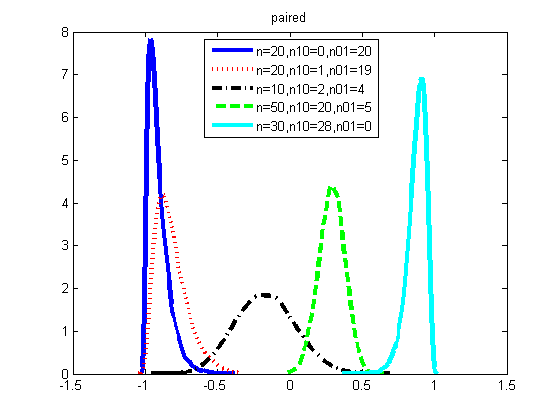 paired
8
7
6
5
4
3
2
1
0
n=20,n10=0,n01=20
n=20,n10=1,n01=19
n=10,n10=2,n01=4
n=50,n10=20,n01=5
n=30,n10=28,n01=0
-1.5 -1 -0.5 0 0.5 1 1.5